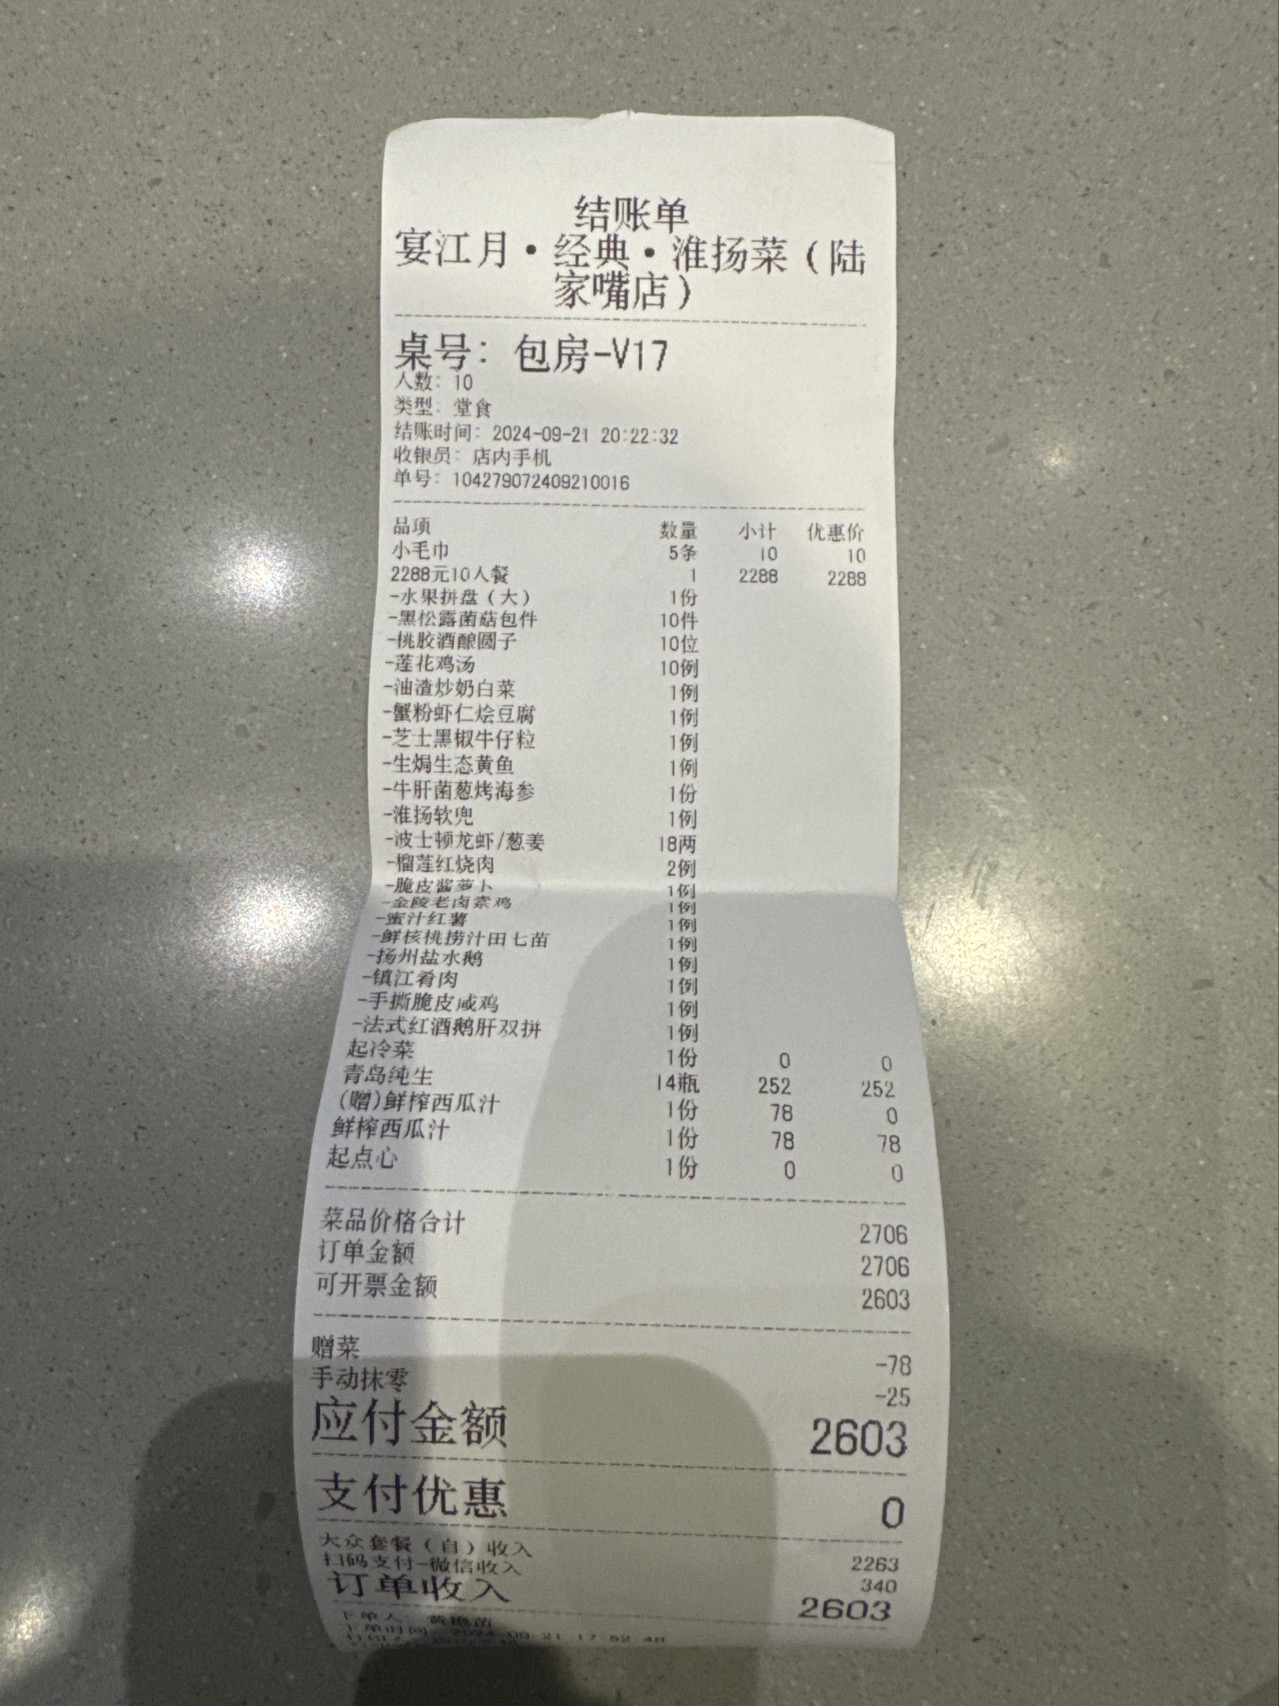 结账单
宴江月·经典·淮扬菜(陆
家嘴店)
桌号: 包房-V17
人数: 10
类型: 堂食
结账时间: 2024-09-21 20:22:32
收银员: 店内手机
单号: 104279072409210016
品项 数量 小计 优惠价
小毛巾 5条 10 10
2288元10人餐 1 2288 2288
-水果拼盘(大) 1份
-黑松露菌菇包件 10件
-桃胶酒酿圆子 10位
-莲花鸡汤 10例
-油渣炒奶白菜 1例
-蟹粉虾仁烩豆腐 1例
-芝士黑椒牛仔粒 1例
-生焗生态黄鱼 1例
-牛肝菌葱烤海参 1份
-淮扬软兜 1例
-波士顿龙虾/葱姜 18两
-榴莲红烧肉 2例
-脆皮酱萝卜 1例
-金陵老卤素鸡 1例
-蜜汁红薯 1例
-鲜核桃捞汁田七苗 1例
-扬州盐水鹅 1例
-镇江肴肉 1例
-手撕脆皮咸鸡 1例
-法式红酒鹅肝双拼 1例
起冷菜 1份 0 0
青岛纯生 14瓶 252 252
(赠)鲜榨西瓜汁 1份 78 0
鲜榨西瓜汁 1份 78 78
起点心 1份 0 0
菜品价格合计 2706
订单金额 2706
可开票金额 2603
赠菜 -78
手动抹零 -25
应付金额 2603
支付优惠 0
大众套餐(自)收入 2263
扫码支付-微信收入 340
订单收入 2603
下单人:
下单时间: 2024-09-21 17:52:48